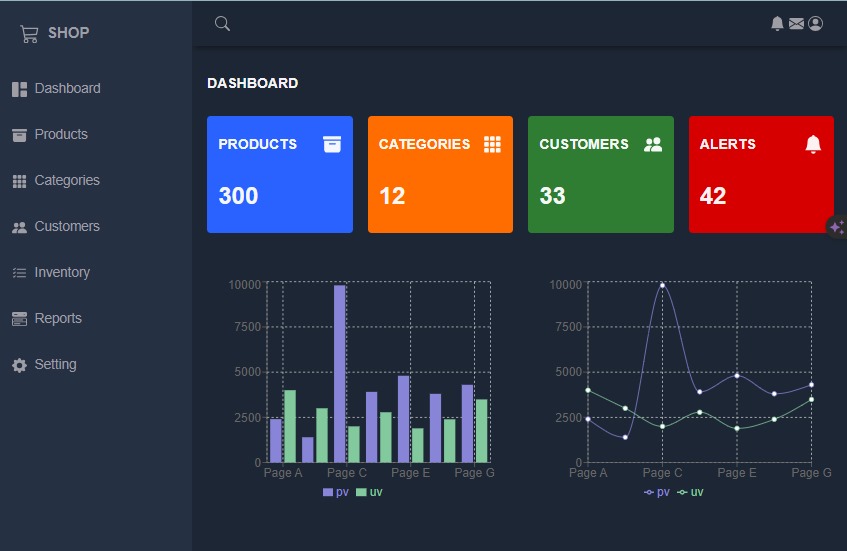 SHOP
Dashboard
Products
Categories
Customers
Inventory
Reports
Setting
DASHBOARD
PRODUCTS
300
CATEGORIES
12
CUSTOMERS
33
ALERTS
42
10000
7500
5000
2500
0
Page A Page C Page E Page G
pv uv
10000
7500
5000
2500
0
Page A Page C Page E Page G
pv uv